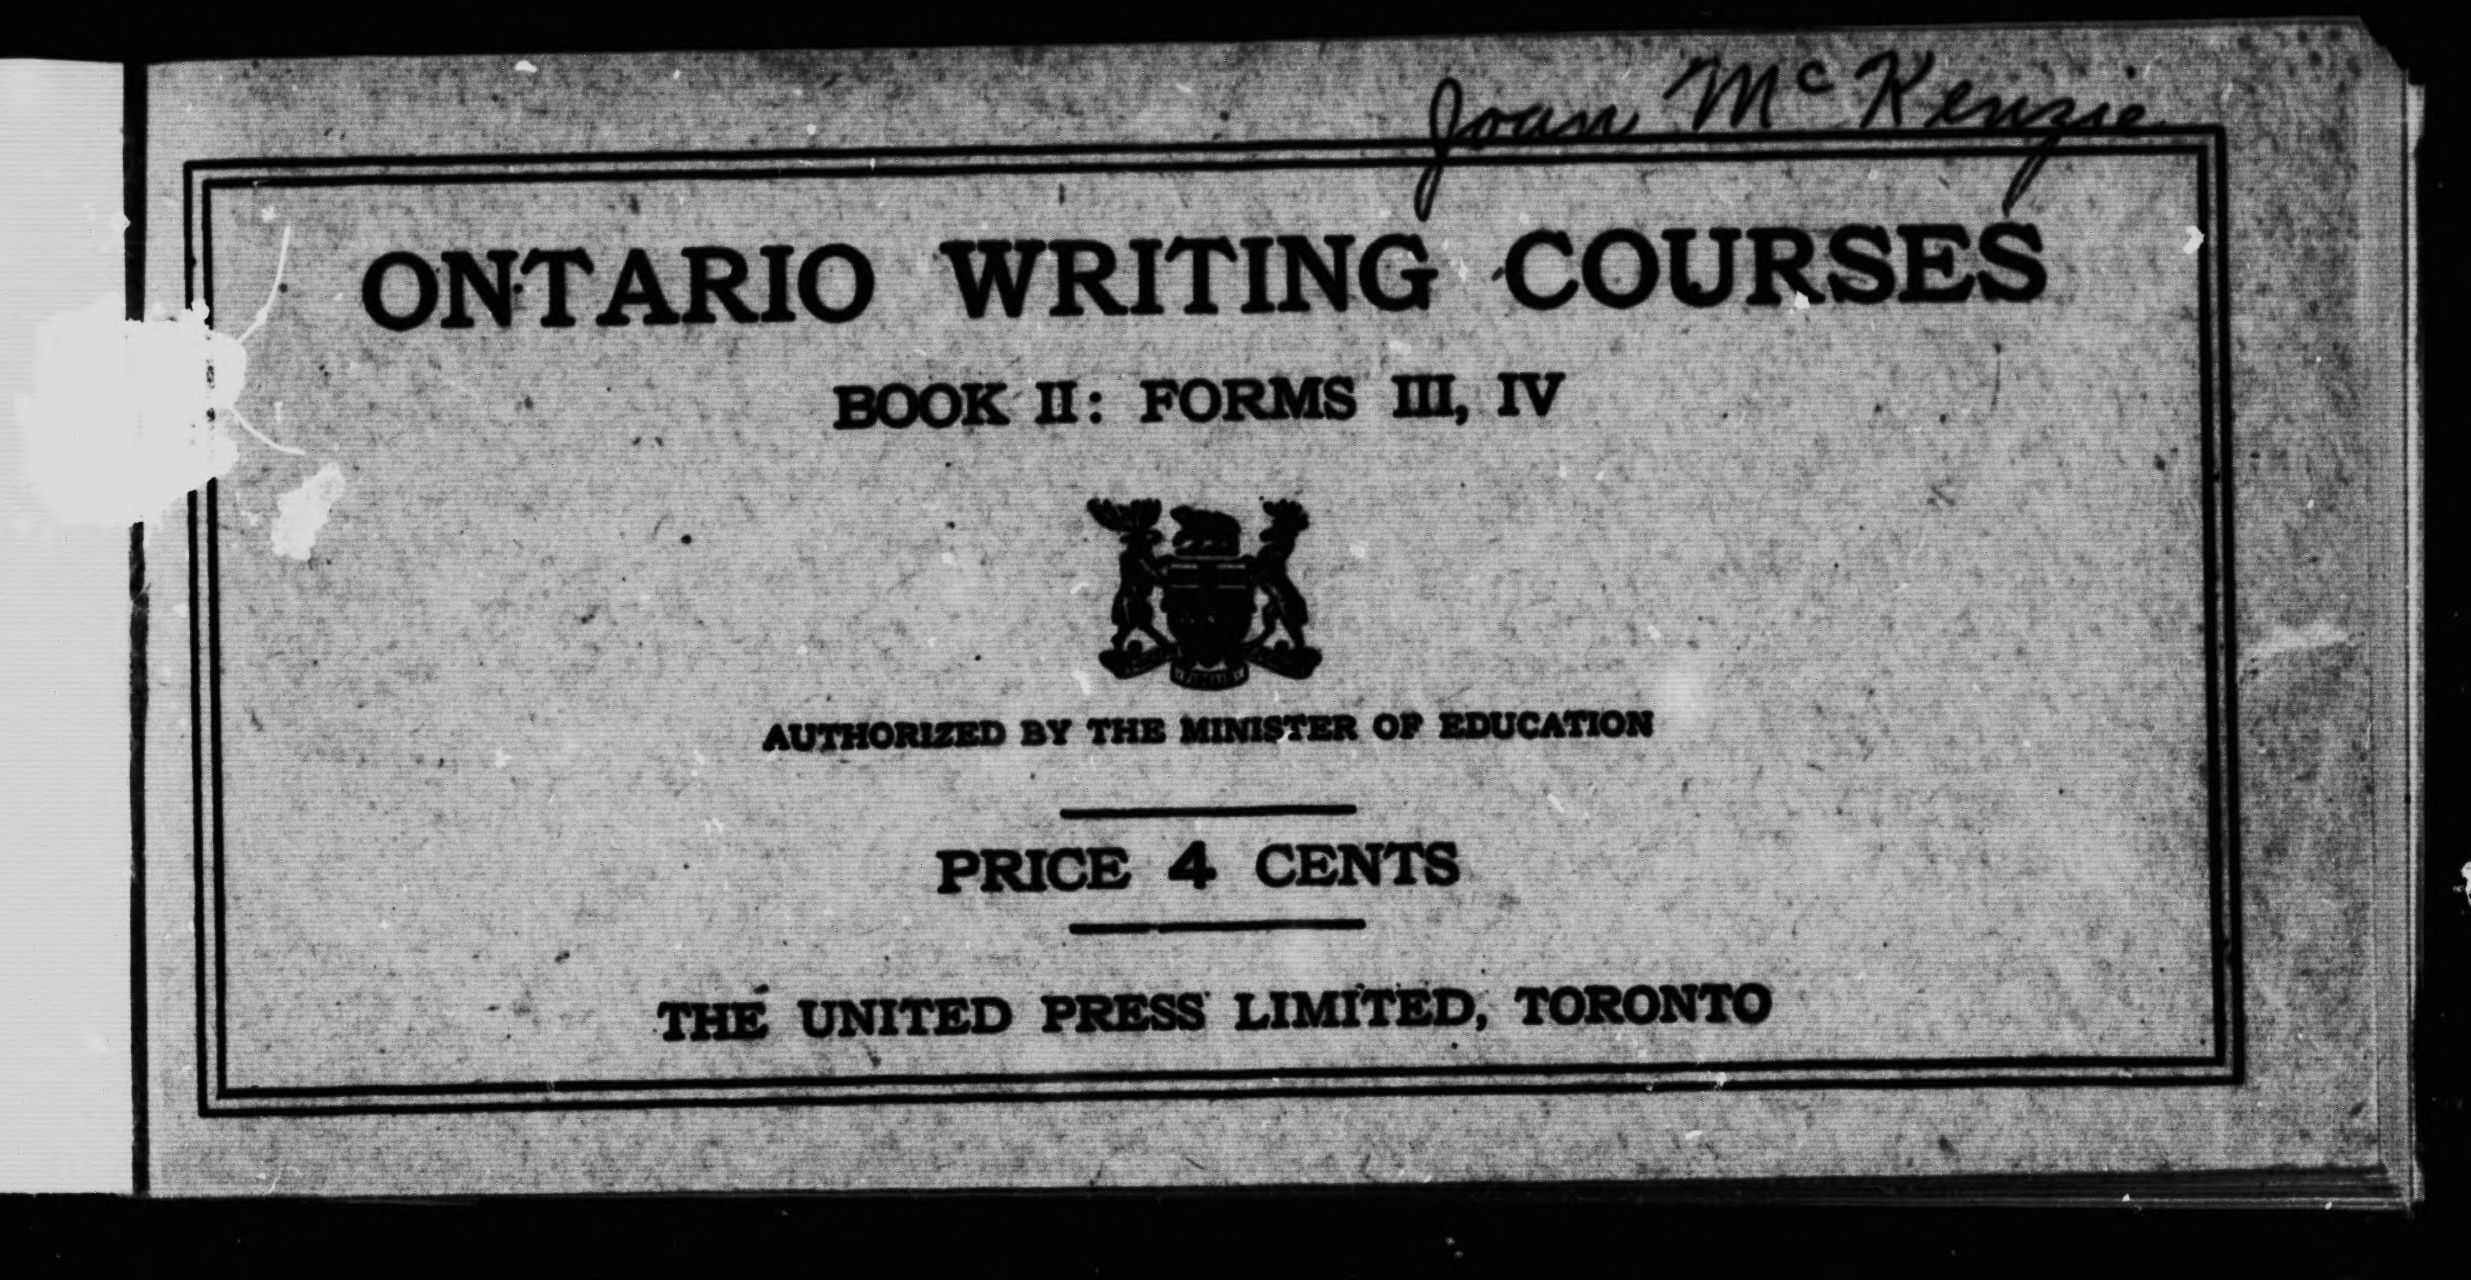 Joan McKenzie
ONTARIO WRITING COURSES
BOOK II: FORMS III, IV
AUTHORIZED BY THE MINISTER OF EDUCATION
PRICE 4 CENTS
THE UNITED PRESS LIMITED, TORONTO